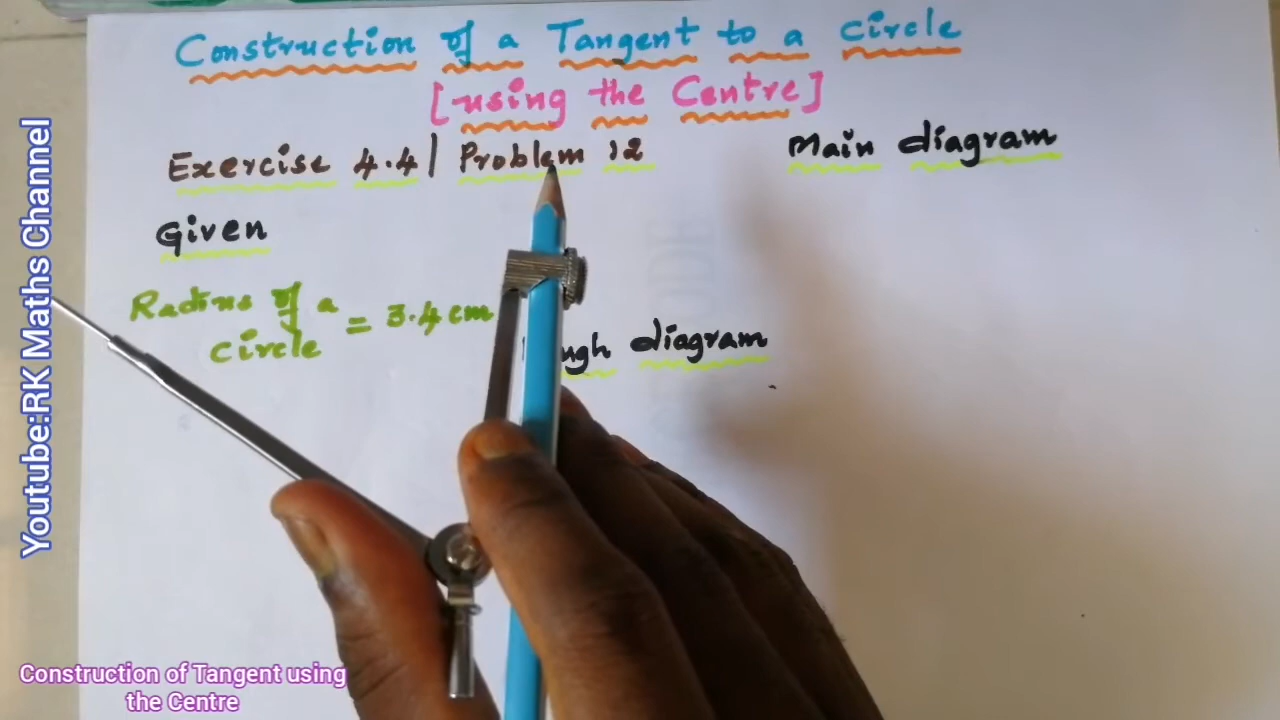 Construction of a Tangent to a circle
[using the Centre]
Exercise 4.4| Problem 12
Main diagram
Given
Radius of a
circle = 3.4 cm
diagram
Youtube:RK Maths Channel
Construction of Tangent using
the Centre